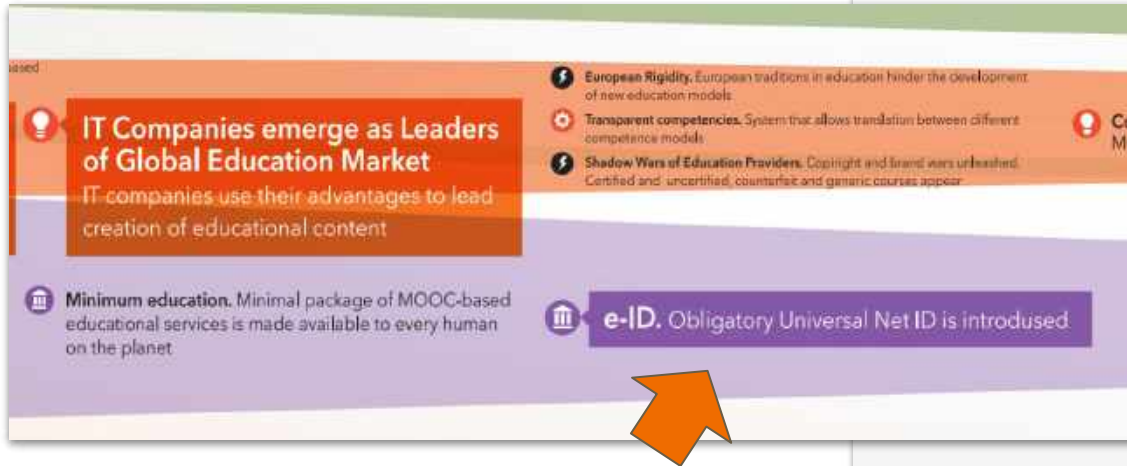 ased
IT Companies emerge as Leaders
of Global Education Market
IT companies use their advantages to lead
creation of educational content
European Rigidity. European traditions in education hinder the development
of new education models
Transparent competencies. System that allows translation between different
competence models
Shadow Wars of Education Providers. Copiright and brand wars unleashed.
Certified and uncertified, counterfeit and generic courses appear
Co
M
Minimum education. Minimal package of MOOC-based
educational services is made available to every human
on the planet
e-ID. Obligatory Universal Net ID is introdused